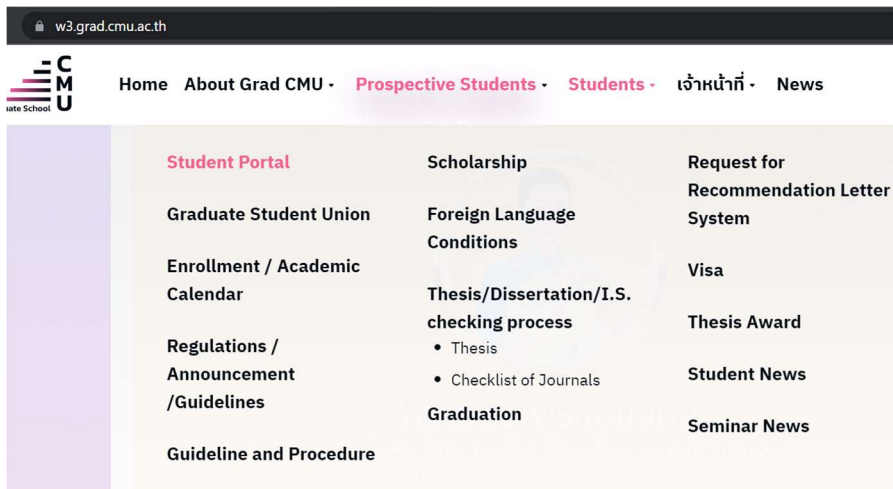 w3.grad.cmu.ac.th
C
M
U
uate School
Home About Grad CMU Prospective Students Students เจ้าหน้าที่ News
Student Portal
Graduate Student Union
Enrollment / Academic
Calendar
Regulations /
Announcement
/Guidelines
Guideline and Procedure
Scholarship
Foreign Language
Conditions
Thesis/Dissertation/I.S.
checking process
• Thesis
• Checklist of Journals
Graduation
Request for
Recommendation Letter
System
Visa
Thesis Award
Student News
Seminar News